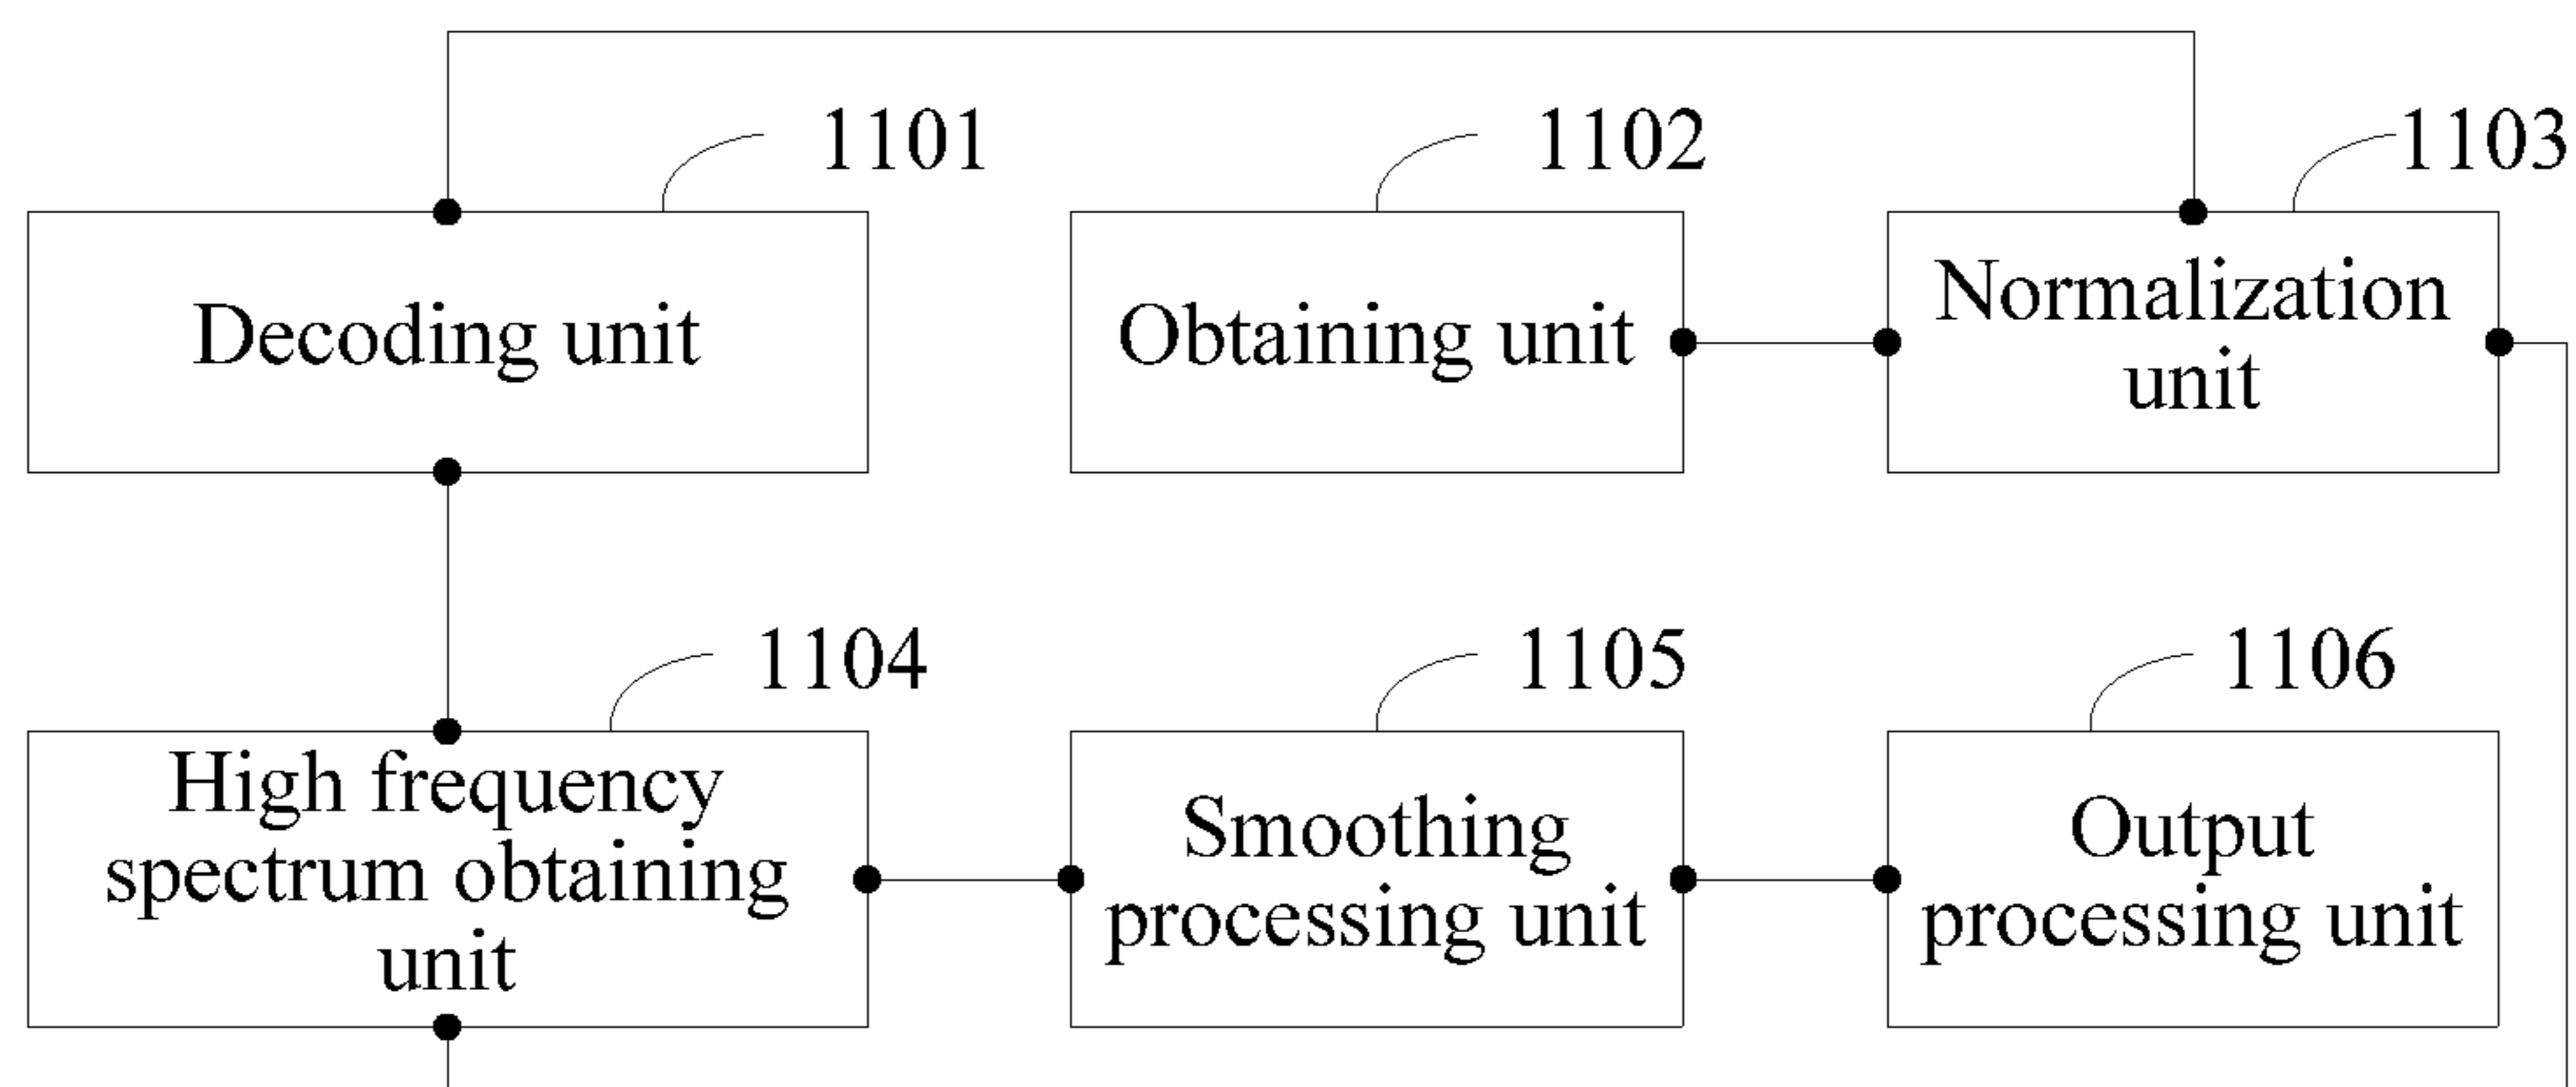 1101
1102
1103
Decoding unit
Obtaining unit
Normalization
unit
1104
1105
1106
High frequency
spectrum obtaining
unit
Smoothing
processing unit
Output
processing unit